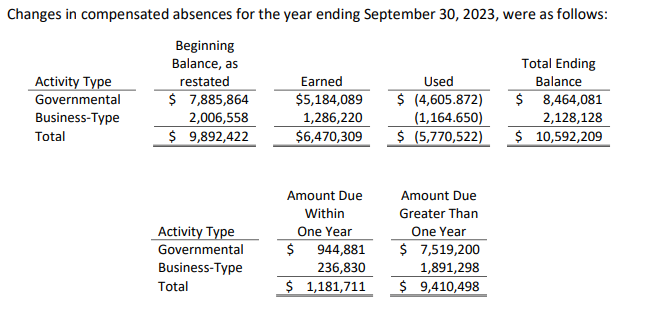 Changes in compensated absences for the year ending September 30, 2023, were as follows:
Beginning
Balance, as Total Ending
Activity Type restated Earned Used Balance
Governmental $ 7,885,864 $5,184,089 $ (4,605.872) $ 8,464,081
Business-Type 2,006,558 1,286,220 (1,164.650) 2,128,128
Total $ 9,892,422 $6,470,309 $ (5,770,522) $ 10,592,209
Amount Due Amount Due
Within Greater Than
Activity Type One Year One Year
Governmental $ 944,881 $ 7,519,200
Business-Type 236,830 1,891,298
Total $ 1,181,711 $ 9,410,498